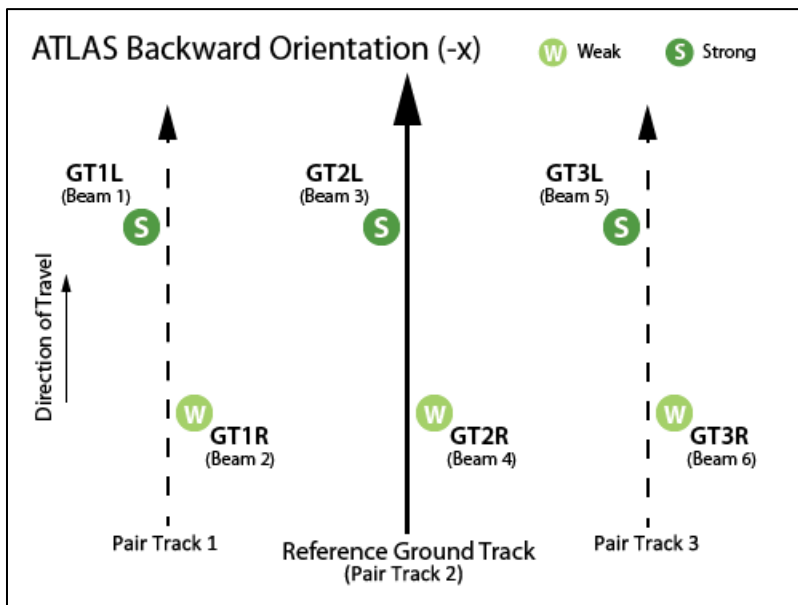 ATLAS Backward Orientation (-x)
W Weak
S Strong
GT1L
(Beam 1)
S
GT2L
(Beam 3)
S
GT3L
(Beam 5)
S
Direction of Travel
W
GT1R
(Beam 2)
W
GT2R
(Beam 4)
W
GT3R
(Beam 6)
Pair Track 1
Reference Ground Track
(Pair Track 2)
Pair Track 3